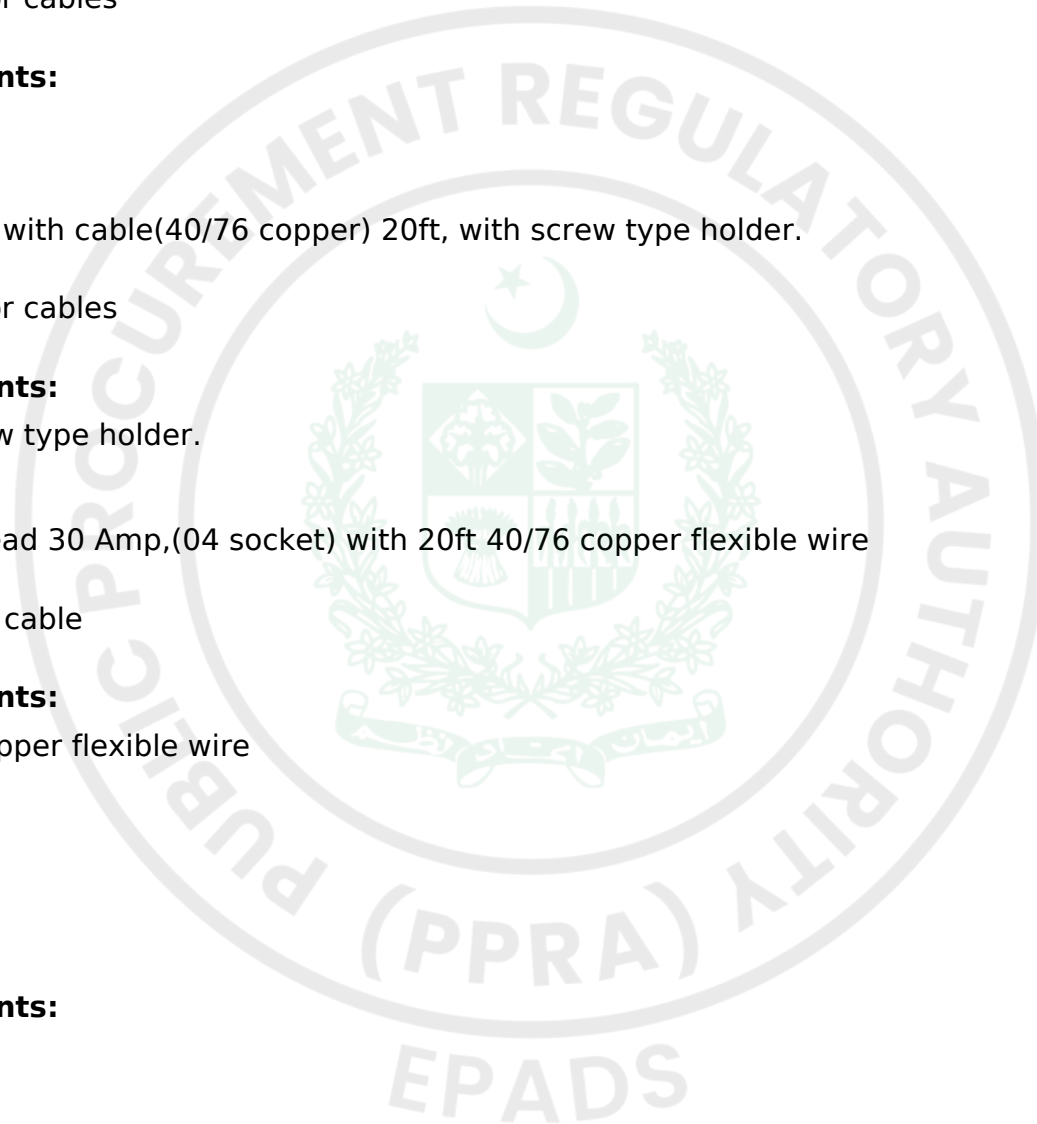 cables
nts:
with cable(40/76 copper) 20ft, with screw type holder.
cables
nts:
type holder.
30 Amp,(04 socket) with 20ft 40/76 copper flexible wire
cable
nts:
flexible wire
nts:
PUBLIC PROCUREMENT REGULATORY AUTHORITY
(PPRA)
EPADS